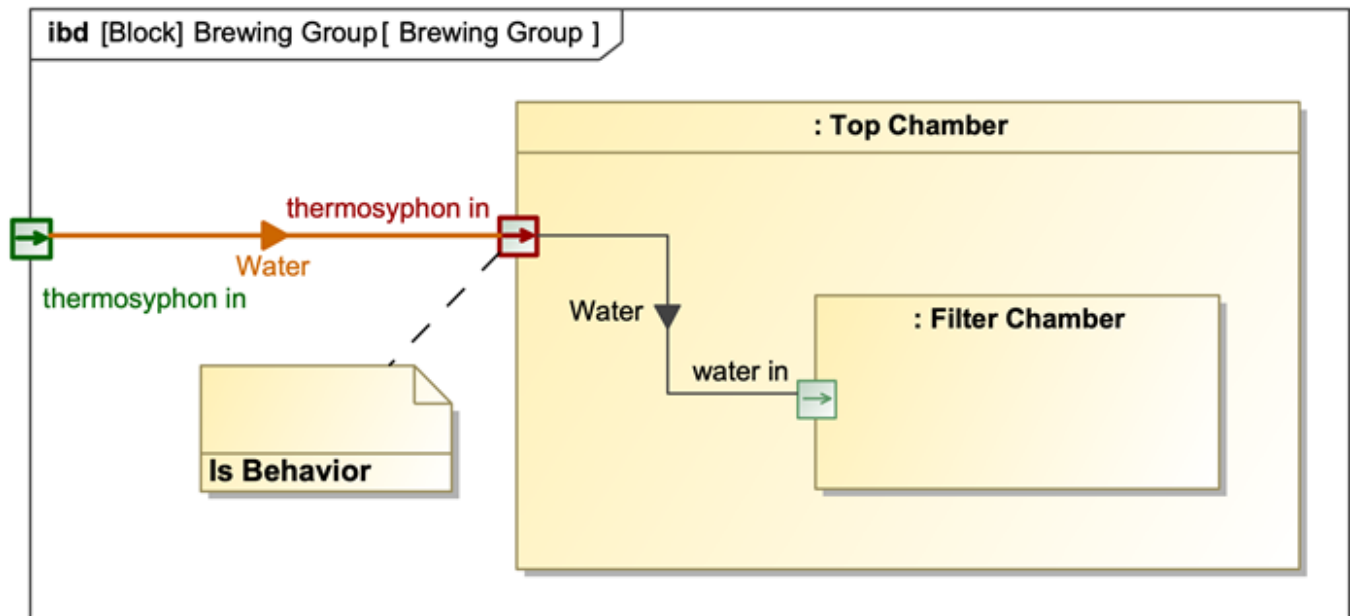 ibd [Block] Brewing Group[ Brewing Group ]
: Top Chamber
thermosyphon in
Water
thermosyphon in
Water
: Filter Chamber
water in
Is Behavior